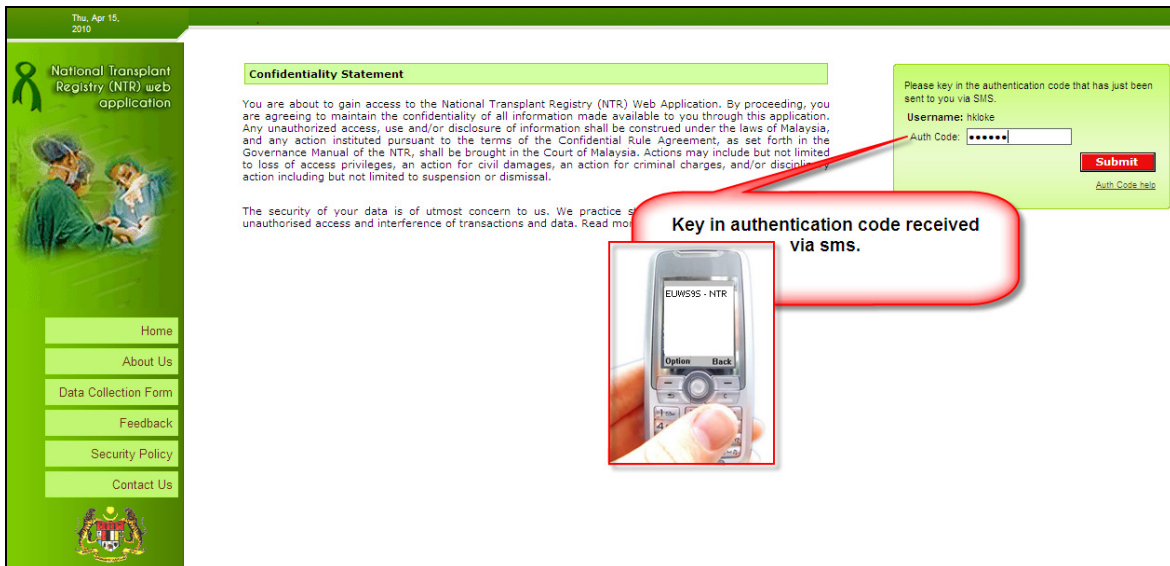 Thu, Apr 15,
2010
National Transplant
Registry (NTR) web
application
Home
About Us
Data Collection Form
Feedback
Security Policy
Contact Us
Confidentiality Statement
You are about to gain access to the National Transplant Registry (NTR) Web Application. By proceeding, you
are agreeing to maintain the confidentiality of all information made available to you through this application.
Any unauthorized access, use and/or disclosure of information shall be construed under the laws of Malaysia,
and any action instituted pursuant to the terms of the Confidential Rule Agreement, as set forth in the
Governance Manual of the NTR, shall be brought in the Court of Malaysia. Actions may include but not limited
to loss of access privileges, an action for civil damages, an action for criminal charges, and/or disciplinary
action including but not limited to suspension or dismissal.
The security of your data is of utmost concern to us. We practice
unauthorised access and interference of transactions and data. Read
Please key in the authentication code that has just been
sent to you via SMS.
Username: hkloke
Auth Code: ••••••
Submit
Auth Code help
Key in authentication code received
via sms.
EUWS9S - NTR
Option Back